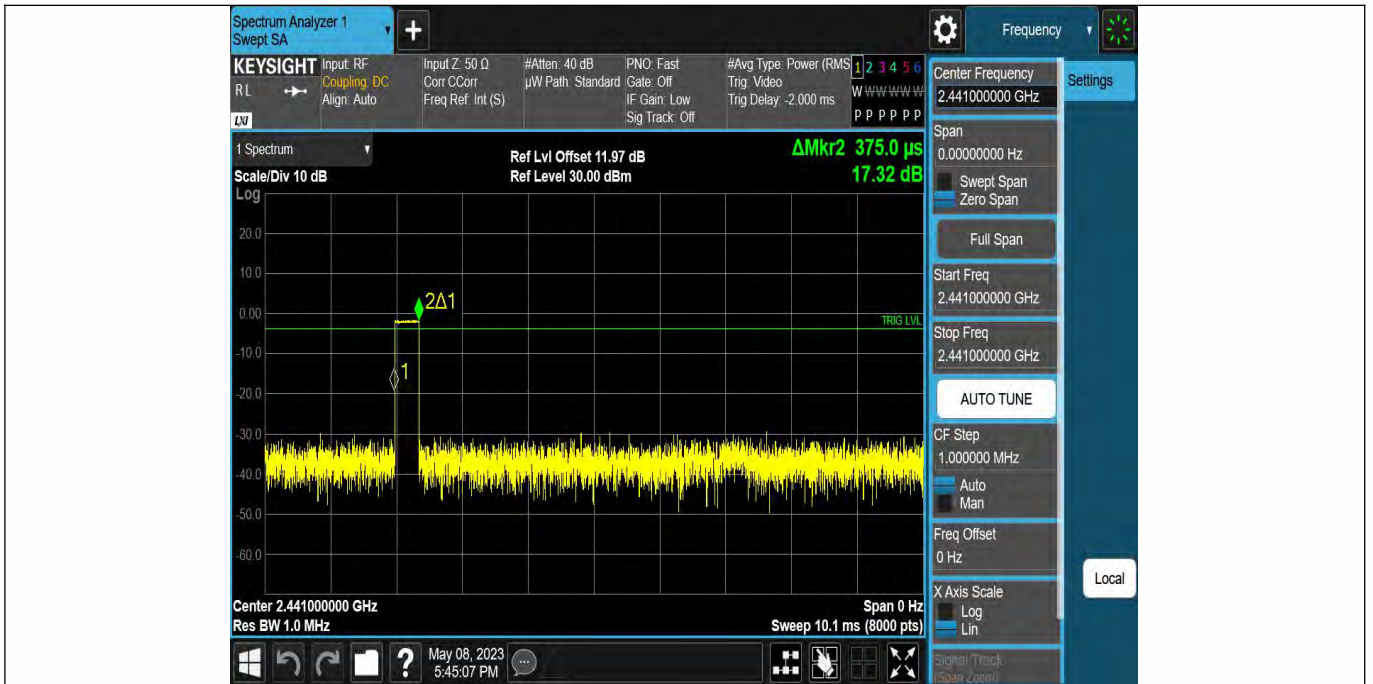 Spectrum Analyzer 1
Swept SA
Frequency
KEYSIGHT
RL
LXI
Input: RF
Coupling: DC
Align: Auto
Input Z: 50 Ω
Corr CCorr
Freq Ref: Int (S)
#Atten: 40 dB
µW Path: Standard
PNO: Fast
Gate: Off
IF Gain: Low
Sig Track: Off
#Avg Type: Power (RMS
Trig: Video
Trig Delay: -2.000 ms
1 2 3 4 5 6
W W W W W W
P P P P P P
1 Spectrum
Scale/Div 10 dB
Log
Ref Lvl Offset 11.97 dB
Ref Level 30.00 dBm
ΔMkr2 375.0 µs
17.32 dB
20.0
10.0
0.00
-10.0
-20.0
-30.0
-40.0
-50.0
-60.0
2Δ1
1
TRIG LVL
Center 2.441000000 GHz
Res BW 1.0 MHz
Span 0 Hz
Sweep 10.1 ms (8000 pts)
Center Frequency
2.441000000 GHz
Settings
Span
0.00000000 Hz
Swept Span
Zero Span
Full Span
Start Freq
2.441000000 GHz
Stop Freq
2.441000000 GHz
AUTO TUNE
CF Step
1.000000 MHz
Auto
Man
Freq Offset
0 Hz
X Axis Scale
Log
Lin
Signal Track
(Span Zoom)
Local
?
May 08, 2023
5:45:07 PM